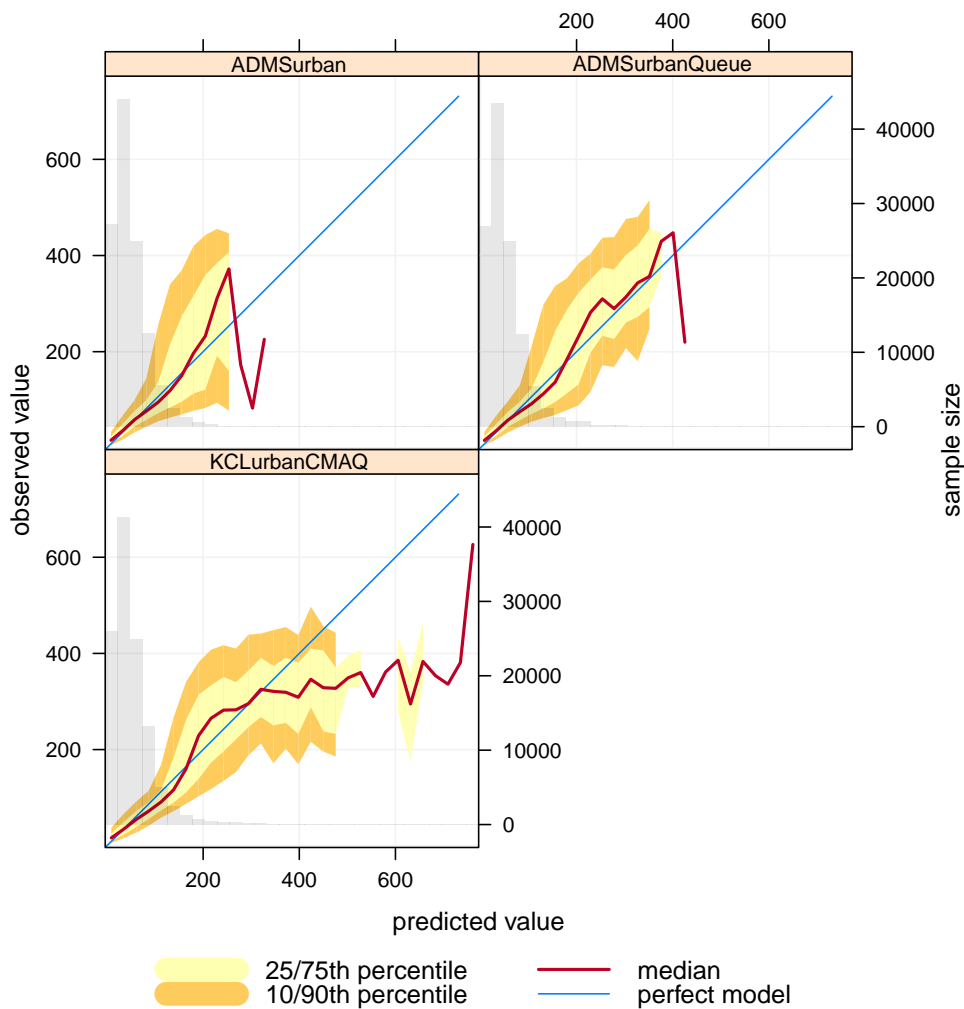 200 400 600
ADMSurban ADMSurbanQueue
600
400
200
40000
30000
20000
10000
0
KCLurbanCMAQ
600
400
200
40000
30000
20000
10000
0
200 400 600
observed value
sample size
predicted value
25/75th percentile median
10/90th percentile perfect model